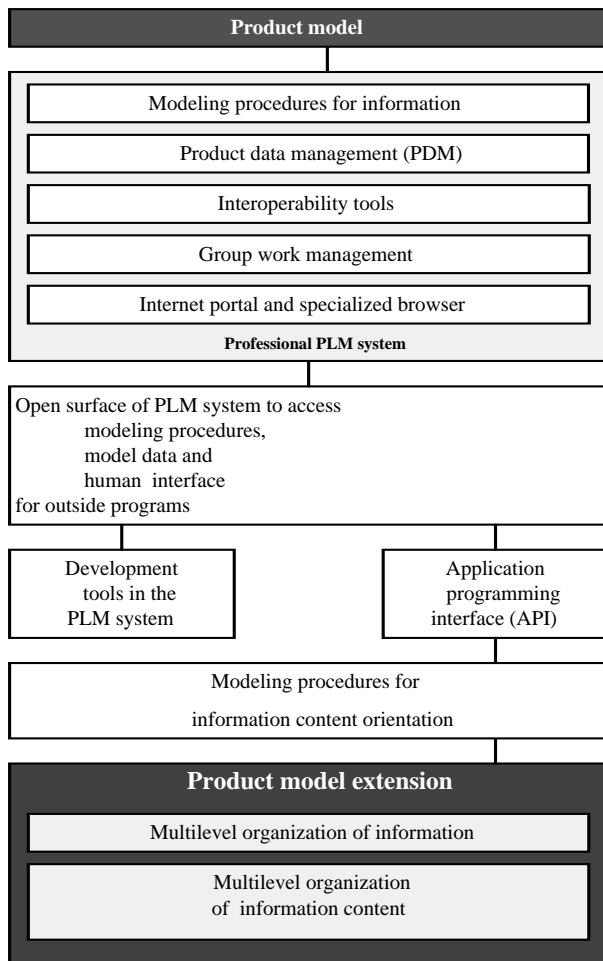 Product model
Modeling procedures for information
Product data management (PDM)
Interoperability tools
Group work management
Internet portal and specialized browser
Professional PLM system
Open surface of PLM system to access
modeling procedures,
model data and
human interface
for outside programs
Development
tools in the
PLM system
Application
programming
interface (API)
Modeling procedures for
information content orientation
Product model extension
Multilevel organization of information
Multilevel organization
of information content